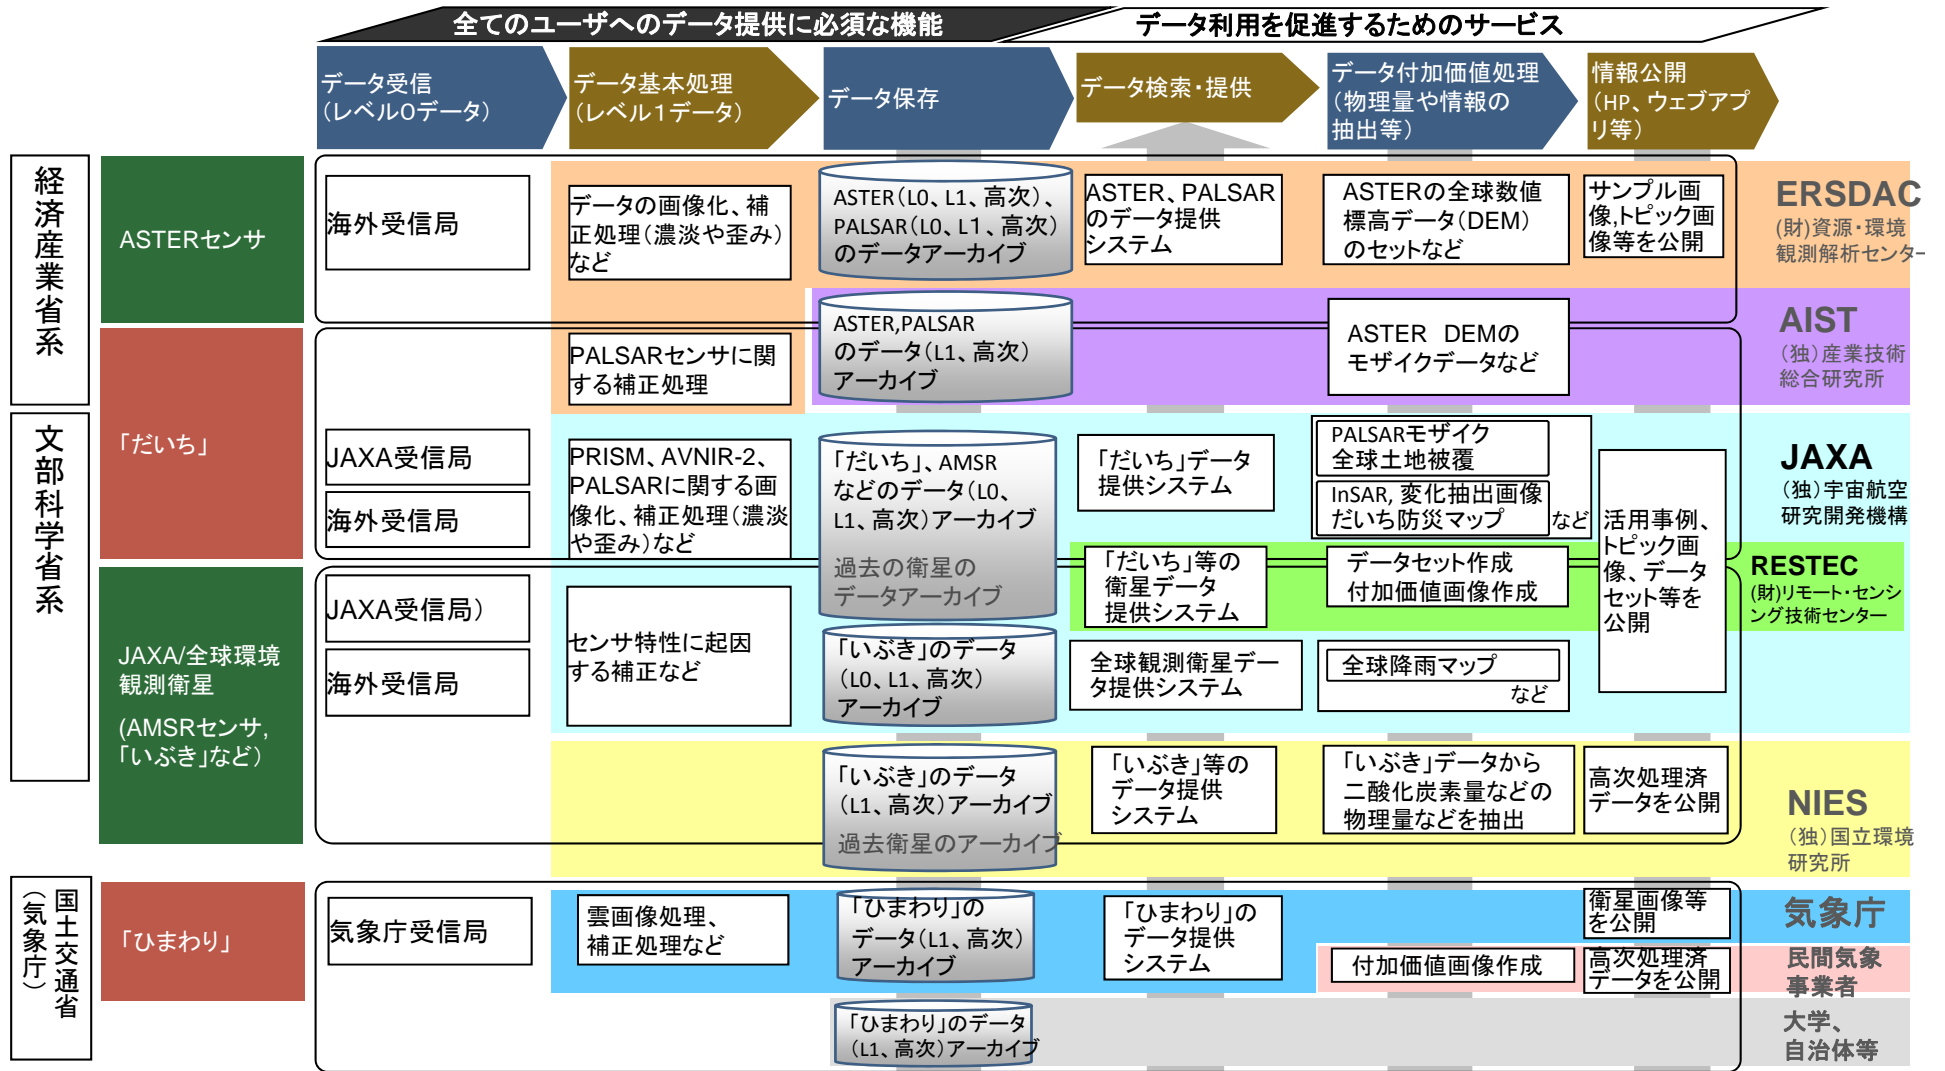 全てのユーザへのデータ提供に必須な機能
データ利用を促進するためのサービス
データ受信
(レベル0データ)
データ基本処理
(レベル1データ)
データ保存
データ検索・提供
データ付加価値処理
(物理量や情報の
抽出等)
情報公開
(HP、ウェブアプ
リ等)
経済産業省系
ASTERセンサ
海外受信局
データの画像化、補
正処理(濃淡や歪み)
など
ASTER(L0、L1、高次)、
PALSAR(L0、L1、高次)
のデータアーカイブ
ASTER、PALSAR
のデータ提供
システム
ASTERの全球数値
標高データ(DEM)
のセットなど
サンプル画
像,トピック画
像等を公開
ERSDAC
(財)資源・環境
観測解析センター
PALSARセンサに関
する補正処理
ASTER,PALSAR
のデータ(L1、高次)
アーカイブ
ASTER DEMの
モザイクデータなど
AIST
(独)産業技術
総合研究所
文部科学省系
「だいち」
JAXA受信局
海外受信局
PRISM、AVNIR-2、
PALSARに関する画
像化、補正処理(濃淡
や歪み)など
「だいち」、AMSR
などのデータ(L0、
L1、高次)アーカイブ
過去の衛星の
データアーカイブ
「だいち」データ
提供システム
PALSARモザイク
全球土地被覆
InSAR, 変化抽出画像
だいち防災マップ
など
活用事例、
トピック画
像、データ
セット等を
公開
JAXA
(独)宇宙航空
研究開発機構
「だいち」等の
衛星データ
提供システム
データセット作成
付加価値画像作成
RESTEC
(財)リモート・センシ
ング技術センター
JAXA/全球環境
観測衛星
(AMSRセンサ,
「いぶき」など)
JAXA受信局)
海外受信局
センサ特性に起因
する補正など
「いぶき」のデータ
(L0、L1、高次)
アーカイブ
全球観測衛星デー
タ提供システム
全球降雨マップ
など
「いぶき」のデータ
(L1、高次)アーカイブ
過去衛星のアーカイブ
「いぶき」等の
データ提供
システム
「いぶき」データから
二酸化炭素量などの
物理量などを抽出
高次処理済
データを公開
NIES
(独)国立環境
研究所
国土交通省
(気象庁)
「ひまわり」
気象庁受信局
雲画像処理、
補正処理など
「ひまわり」の
データ(L1、高次)
アーカイブ
「ひまわり」の
データ提供
システム
衛星画像等
を公開
気象庁
付加価値画像作成
高次処理済
データを公開
民間気象
事業者
「ひまわり」のデータ
(L1、高次)アーカイブ
大学、
自治体等